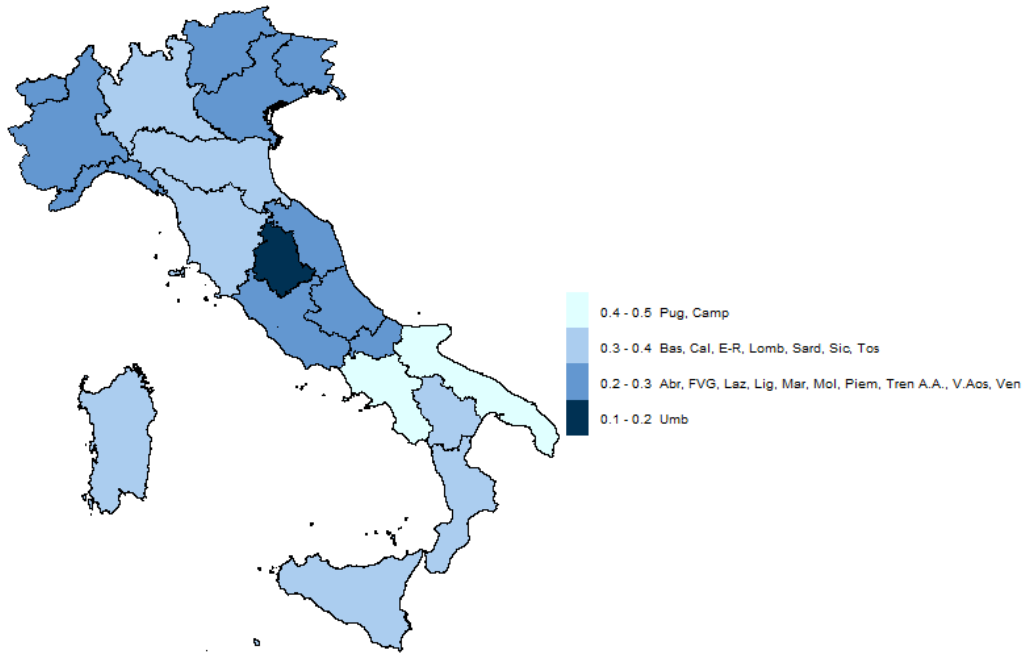 0.4 - 0.5 Pug, Camp
0.3 - 0.4 Bas, Cal, E-R, Lomb, Sard, Sic, Tos
0.2 - 0.3 Abr, FVG, Laz, Lig, Mar, Mol, Piem, Tren A.A., V.Aos, Ven
0.1 - 0.2 Umb